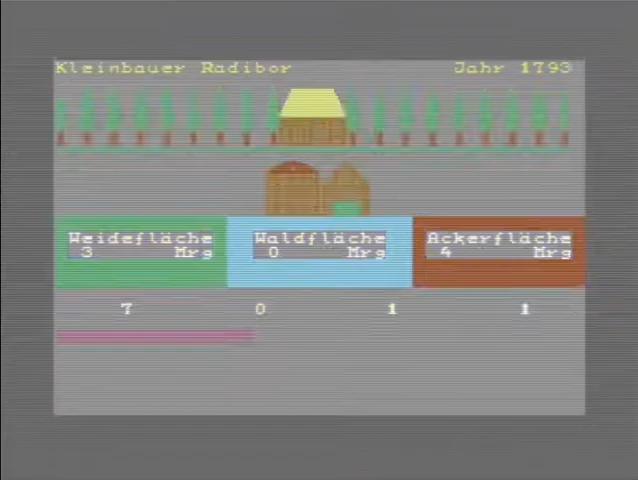 Kleinbauer Radibor Jahr 1793
Weidefläche Waldfläche Ackerfläche
3 Mrg 0 Mrg 4 Mrg
7 0 1 1